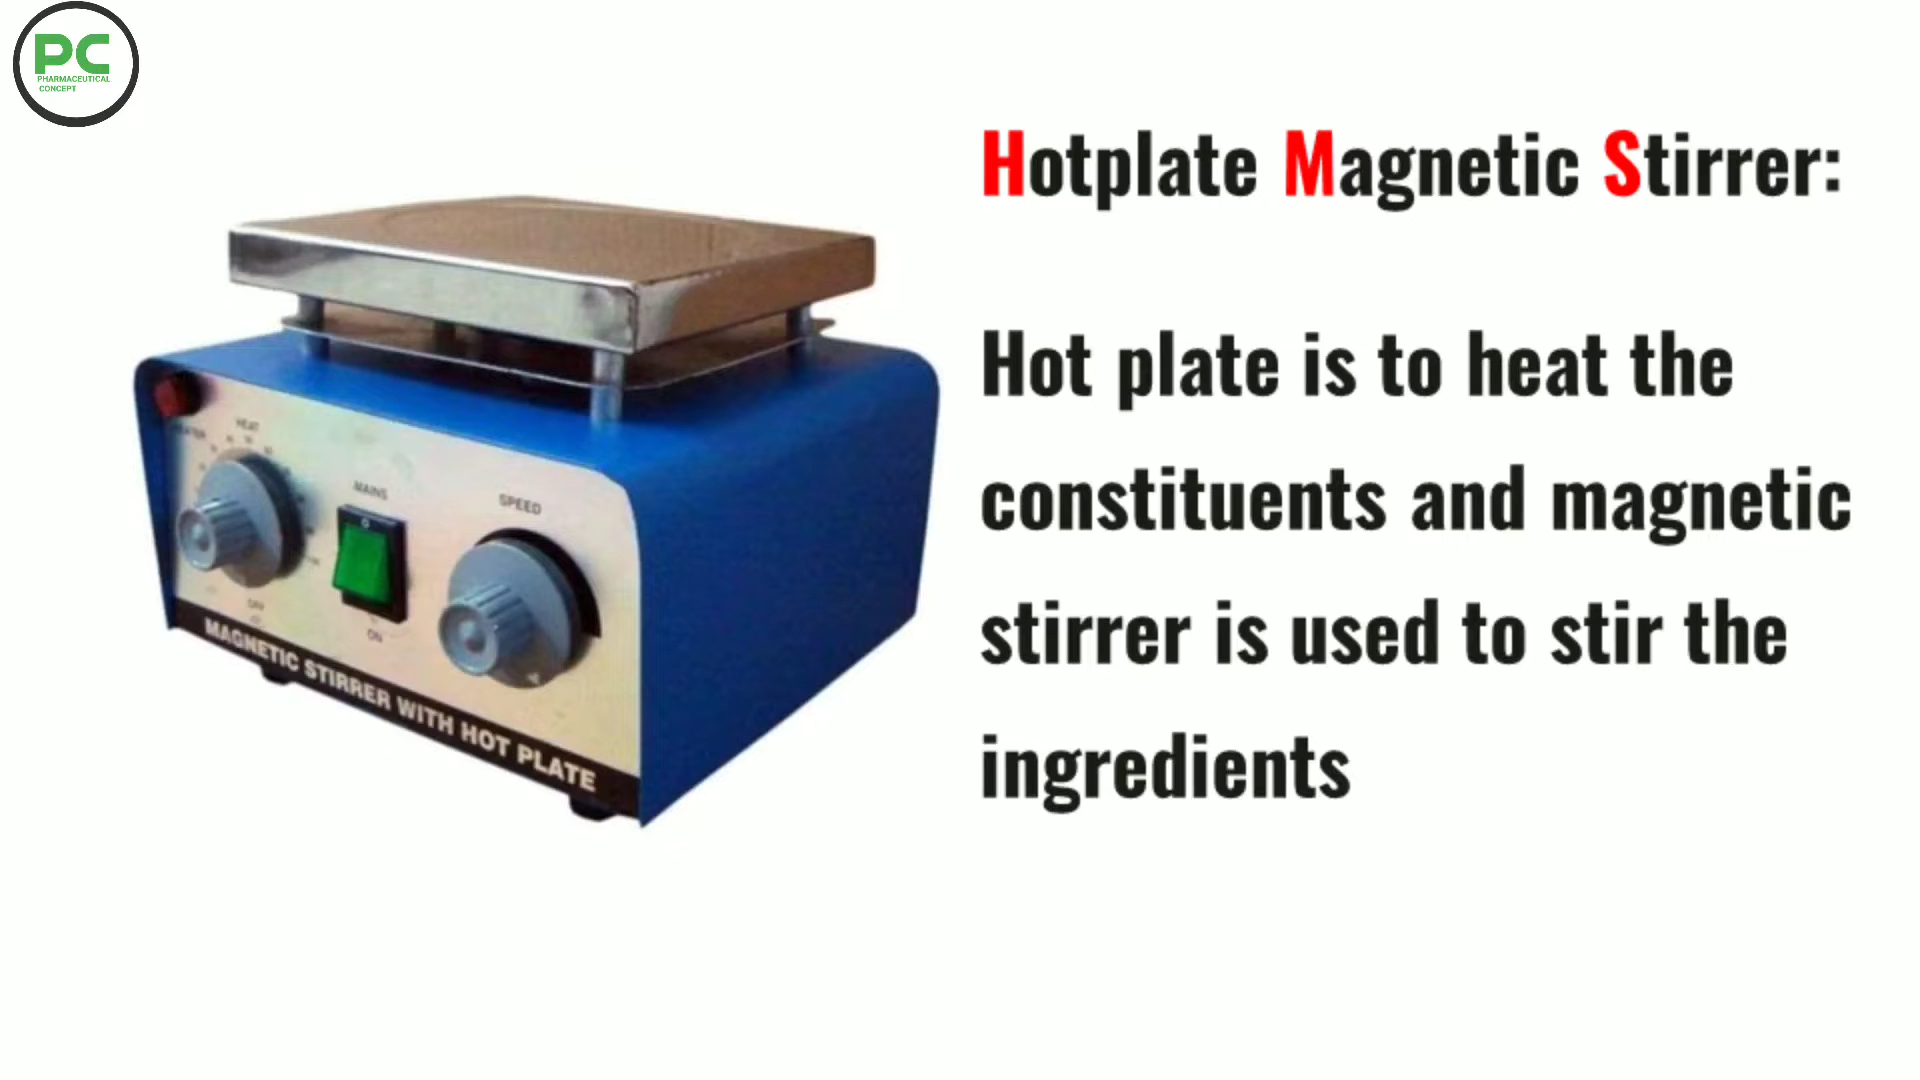 PC
PHARMACEUTICAL
CONCEPT
Hotplate Magnetic Stirrer:
Hot plate is to heat the
constituents and magnetic
stirrer is used to stir the
ingredients
HEAT
MAINS
SPEED
OFF
ON
MAGNETIC STIRRER WITH HOT PLATE